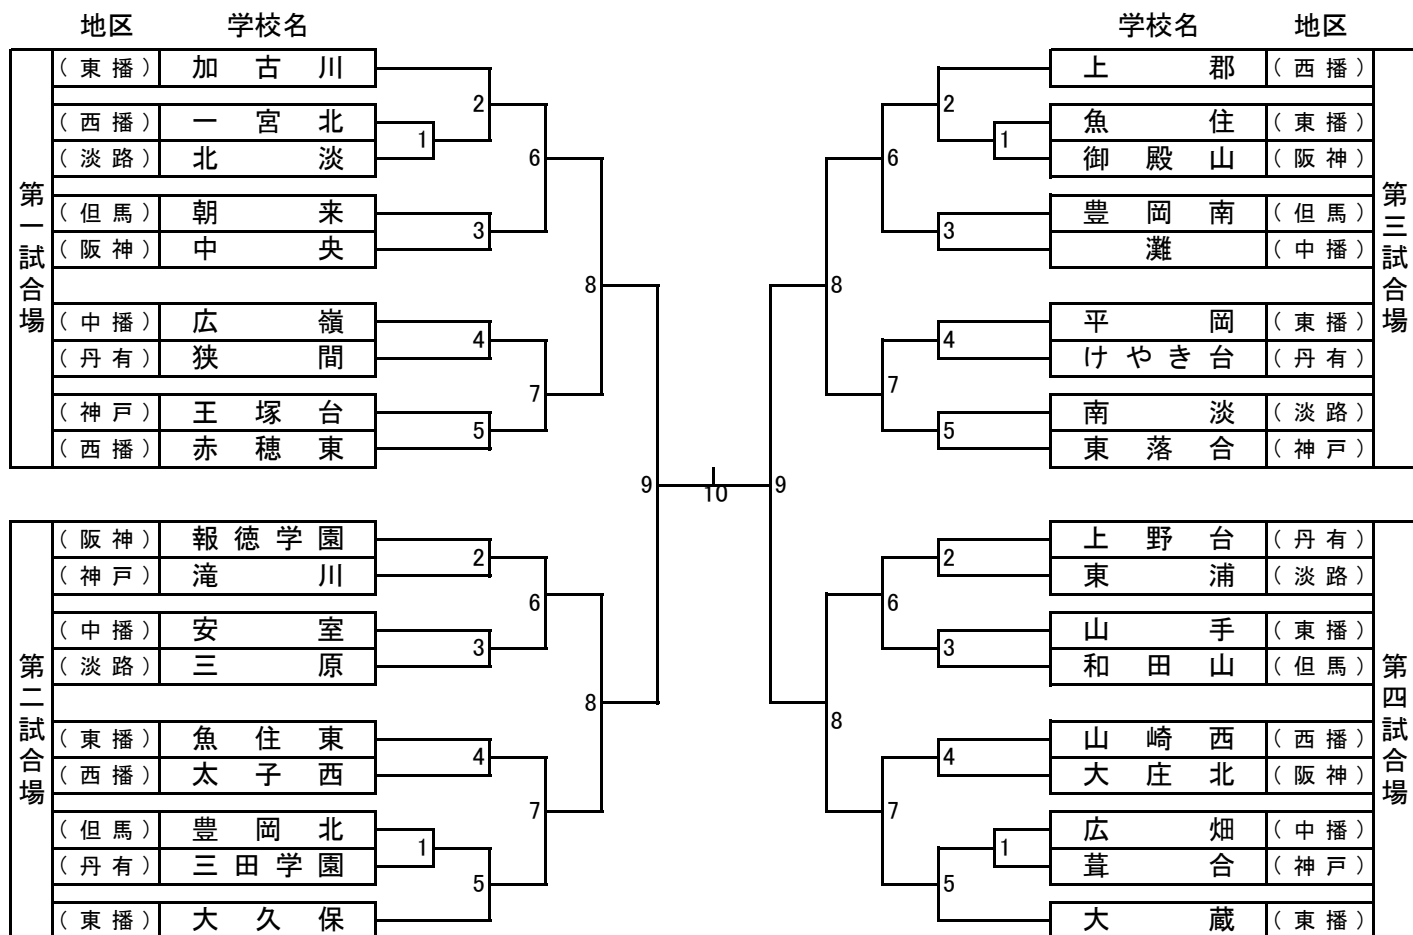 地区 学校名
第一試合場
（東播） 加古川
（西播） 一宮北
（淡路） 北淡
（但馬） 朝来
（阪神） 中央
（中播） 広嶺
（丹有） 狭間
（神戸） 王塚台
（西播） 赤穂東
2
1
6
3
8
4
7
5
9
第二試合場
（阪神） 報徳学園
（神戸） 滝川
（中播） 安室
（淡路） 三原
（東播） 魚住東
（西播） 太子西
（但馬） 豊岡北
（丹有） 三田学園
（東播） 大久保
2
6
3
8
4
7
1
5
10
学校名 地区
第三試合場
上郡 （西播）
魚住 （東播）
御殿山 （阪神）
豊岡南 （但馬）
灘 （中播）
平岡 （東播）
けやき台 （丹有）
南淡 （淡路）
東落合 （神戸）
2
1
6
3
8
4
7
5
9
第四試合場
上野台 （丹有）
東浦 （淡路）
山手 （東播）
和田山 （但馬）
山崎西 （西播）
大庄北 （阪神）
広畑 （中播）
葺合 （神戸）
大蔵 （東播）
2
6
3
8
4
7
1
5